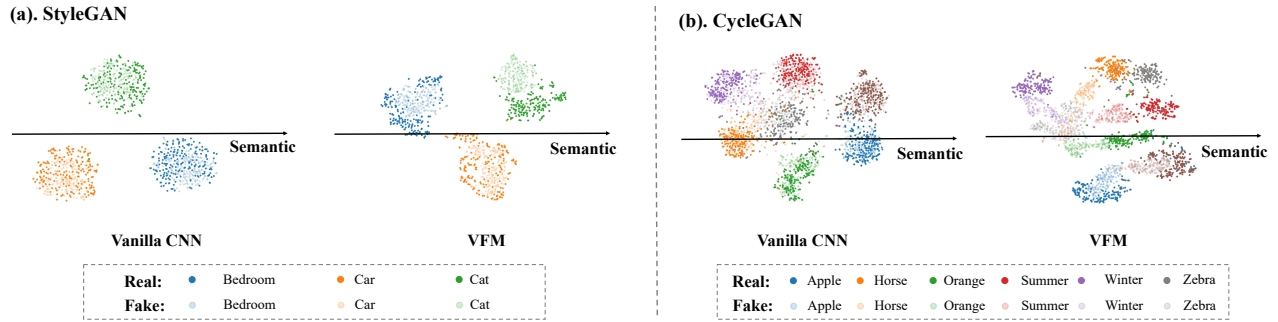 (a). StyleGAN
Semantic
Semantic
Vanilla CNN
VFM
Real: Bedroom Car Cat
Fake: Bedroom Car Cat
(b). CycleGAN
Semantic
Semantic
Vanilla CNN
VFM
Real: Apple Horse Orange Summer Winter Zebra
Fake: Apple Horse Orange Summer Winter Zebra